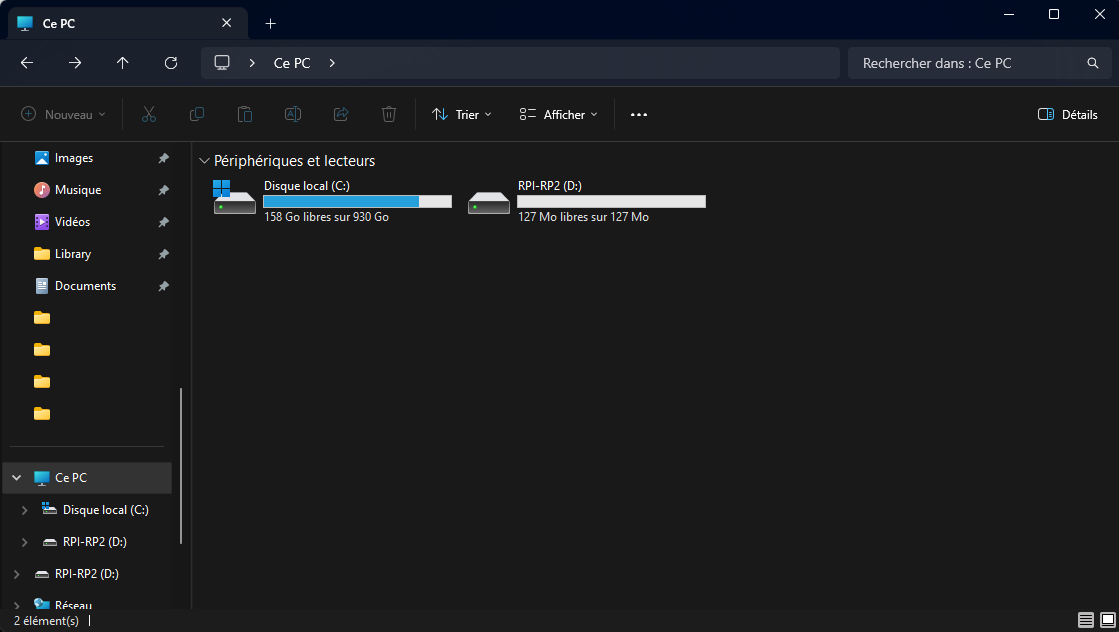 Ce PC
Ce PC
Rechercher dans : Ce PC
Nouveau
Trier
Afficher
Détails
Images
Musique
Vidéos
Library
Documents
Ce PC
Disque local (C:)
RPI-RP2 (D:)
RPI-RP2 (D:)
Réseau
Périphériques et lecteurs
Disque local (C:)
158 Go libres sur 930 Go
RPI-RP2 (D:)
127 Mo libres sur 127 Mo
2 élément(s)